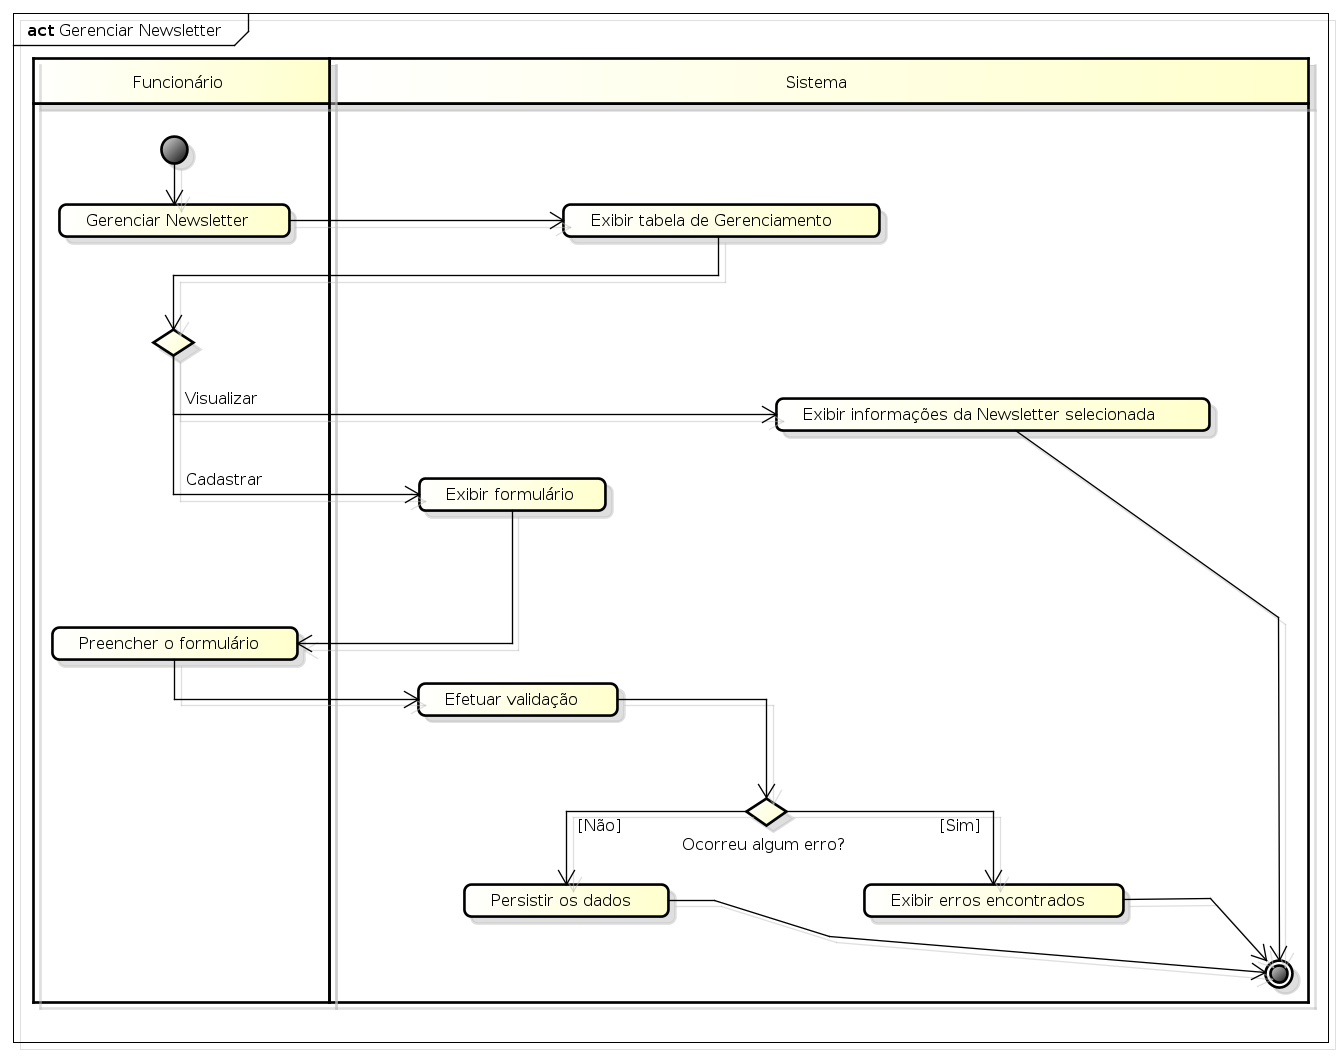 act Gerenciar Newsletter
Funcionário
Sistema
Gerenciar Newsletter
Exibir tabela de Gerenciamento
Visualizar
Exibir informações da Newsletter selecionada
Cadastrar
Exibir formulário
Preencher o formulário
Efetuar validação
[Não]
[Sim]
Ocorreu algum erro?
Persistir os dados
Exibir erros encontrados